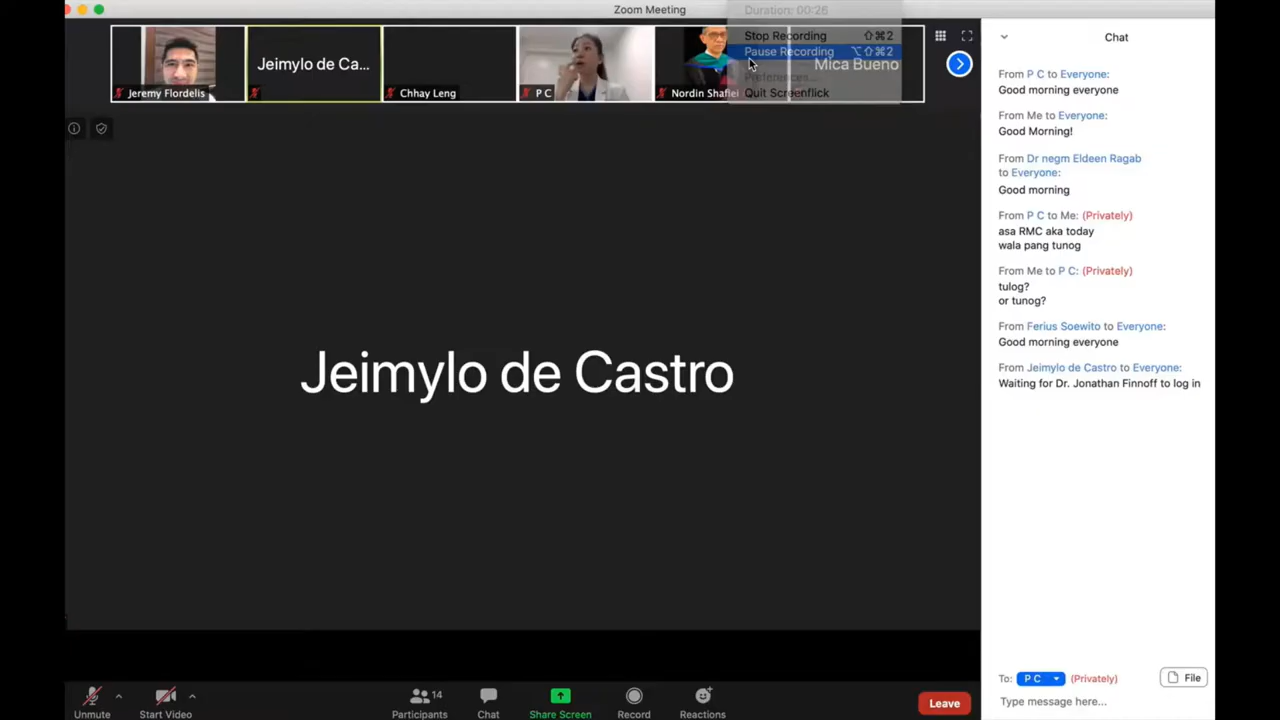 Zoom Meeting
Duration: 00:26
Stop Recording ⇧⌘2
Pause Recording ⌥⇧⌘2
Preferences...
Quit Screenflick
Jeimylo de Ca...
Mica Bueno
Jeremy Flordelis
Chhay Leng
P C
Nordin Shafiei
Jeimylo de Castro
Chat
From P C to Everyone:
Good morning everyone
From Me to Everyone:
Good Morning!
From Dr negm Eldeen Ragab
to Everyone:
Good morning
From P C to Me: (Privately)
asa RMC aka today
wala pang tunog
From Me to P C: (Privately)
tulog?
or tunog?
From Ferius Soewito to Everyone:
Good morning everyone
From Jeimylo de Castro to Everyone:
Waiting for Dr. Jonathan Finnoff to log in
To: P C (Privately)
File
Type message here...
Unmute
Start Video
14
Participants
Chat
Share Screen
Record
Reactions
Leave